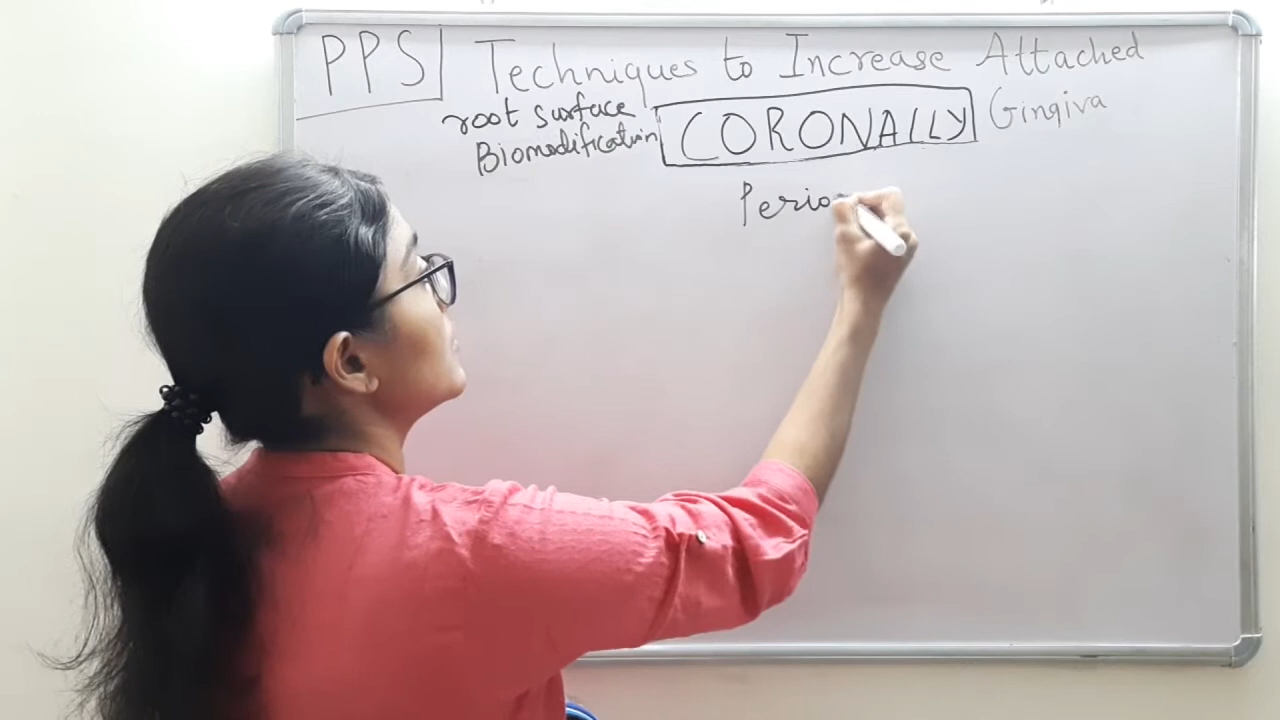 PPS Techniques to Increase Attached
root surface CORONALLY Gingiva
Biomodification
Perio